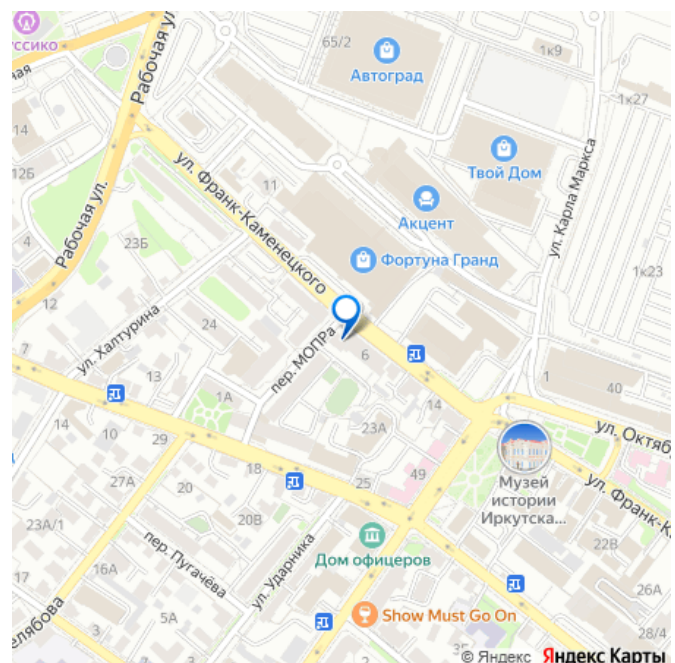 ссико
65/2
1к9
Автоград
Рабочая ул.
ная
1к27
14
Твой Дом
ул. Франк-Каменецкого
12Б
11
Акцент
ул. Карла Маркса
4
23Б
Рабочая ул.
Фортуна Гранд
1к23
12
24
ул. Халтурина
пер. МОПРа
7
6
13
1А
1
40
14
14
10
29
23А
ул. Октяб
49
Музей
истории
Иркутска...
18
25
27А
20
ул. Франк-К
23А/1
20В
22В
пер. Пугачёва
ул. Ударника
Дом офицеров
17
16А
26А
5А
Show Must Go On
3
3
28/4
елябова
© Яндекс Яндекс Карты